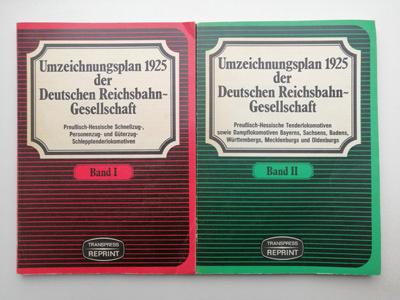 Umzeichnungsplan 1925
der
Deutschen Reichsbahn-
Gesellschaft
Preußisch-Hessische Schnellzug-,
Personenzug- und Güterzug-
Schlepptenderlokomotiven
Band I
TRANSPRESS
REPRINT
Umzeichnungsplan 1925
der
Deutschen Reichsbahn-
Gesellschaft
Preußisch-Hessische Tenderlokomotiven
sowie Dampflokomotiven Bayerns, Sachsens, Badens,
Württembergs, Mecklenburgs und Oldenburgs
Band II
TRANSPRESS
REPRINT